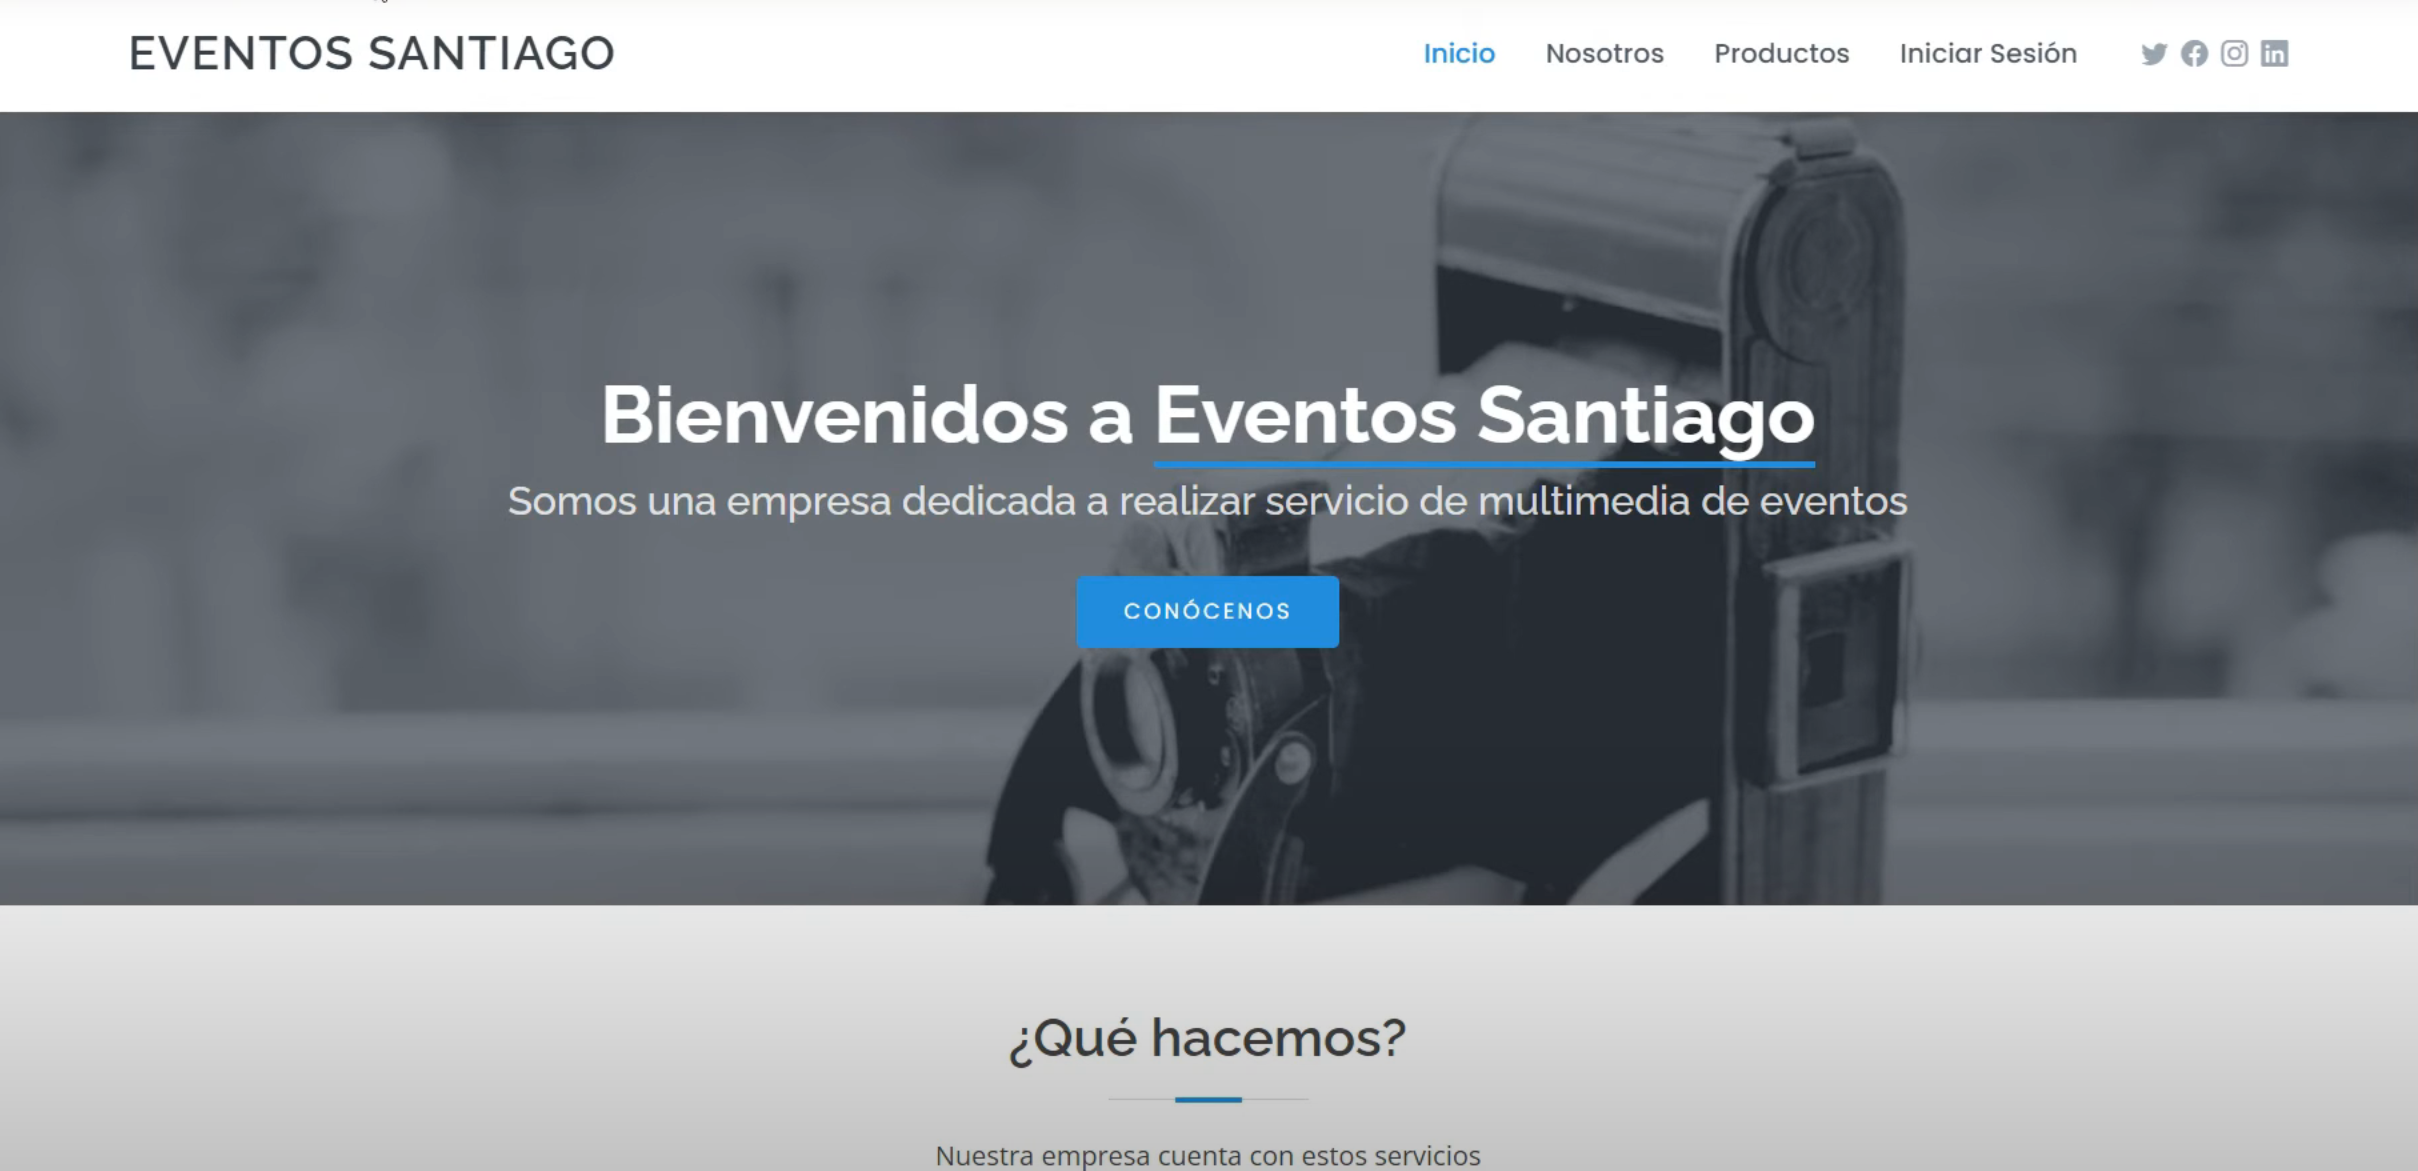 EVENTOS SANTIAGO
Inicio Nosotros Productos Iniciar Sesión
Bienvenidos a Eventos Santiago
Somos una empresa dedicada a realizar servicio de multimedia de eventos
CONÓCENOS
¿Qué hacemos?
Nuestra empresa cuenta con estos servicios